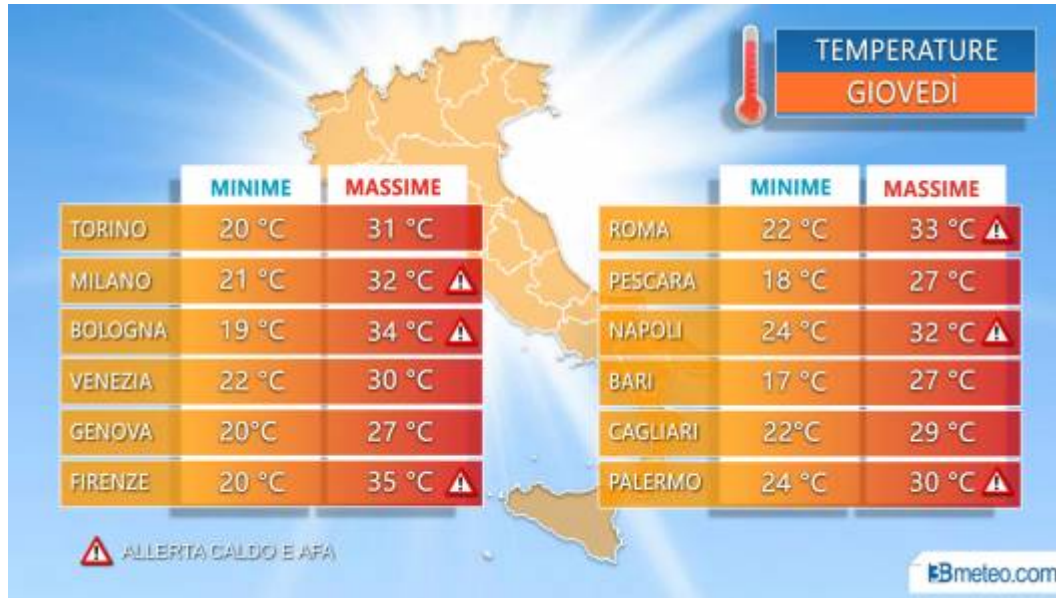 TEMPERATURE
GIOVEDÌ
MINIME MASSIME
TORINO 20 °C 31 °C
MILANO 21 °C 32 °C
BOLOGNA 19 °C 34 °C
VENEZIA 22 °C 30 °C
GENOVA 20°C 27 °C
FIRENZE 20 °C 35 °C
MINIME MASSIME
ROMA 22 °C 33 °C
PESCARA 18 °C 27 °C
NAPOLI 24 °C 32 °C
BARI 17 °C 27 °C
CAGLIARI 22°C 29 °C
PALERMO 24 °C 30 °C
ALLERTA CALDO E AFA
3Bmeteo.com